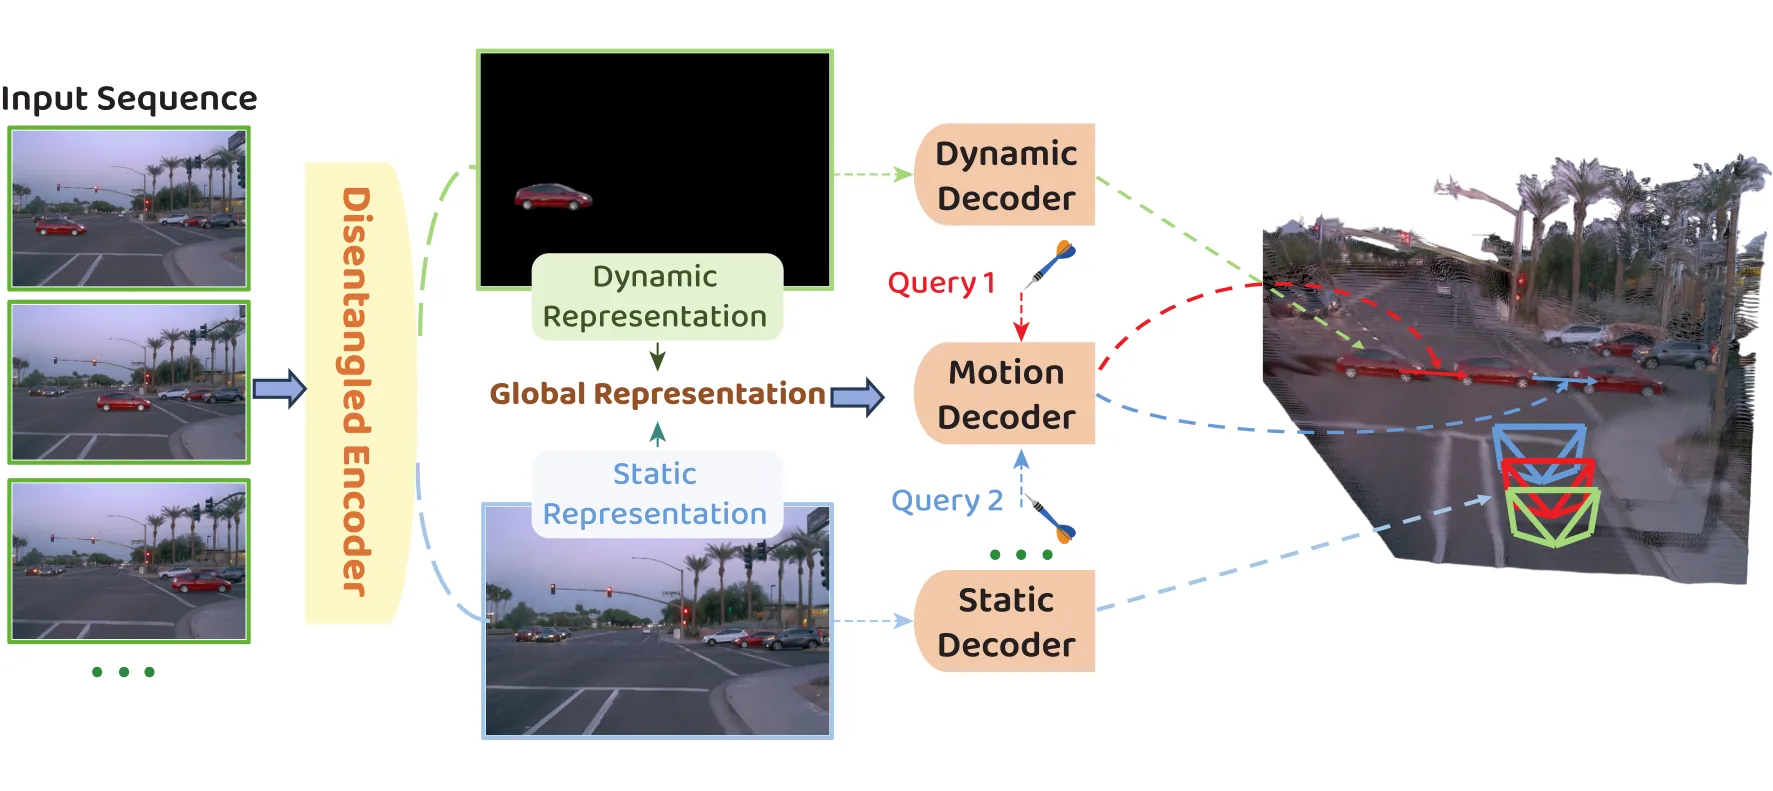 Input Sequence
Disentangled Encoder
Dynamic
Representation
Global Representation
Static
Representation
Dynamic
Decoder
Query 1
Motion
Decoder
Query 2
Static
Decoder